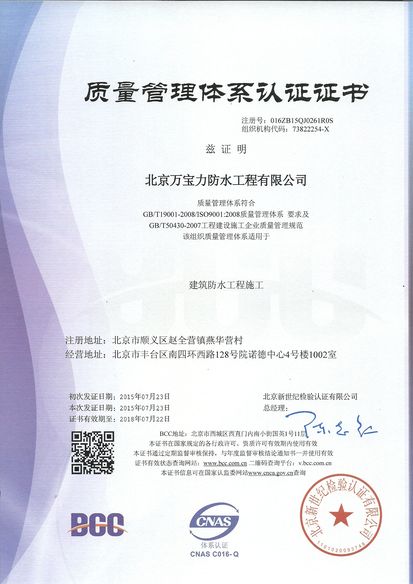 质量管理体系认证证书
注册号：016ZB15QJ0261R0S
组织机构代码：73822254-X
兹 证 明
北京万宝力防水工程有限公司
质量管理体系符合
GB/T19001-2008/ISO9001:2008质量管理体系 要求及
GB/T50430-2007工程建设施工企业质量管理规范
该组织质量管理体系适用于
建筑防水工程施工
注册地址：北京市顺义区赵全营镇燕华营村
经营地址：北京市丰台区南四环西路128号院诺德中心4号楼1002室
初次发证日期：2015年07月23日
本次发证日期：2015年07月23日
证书有效期至：2018年07月22日
北京新世纪检验认证有限公司
总经理：
BCC地址：北京市西城区西直门内南小街国英1号11层
本证书在国家规定的各行政许可、资质许可有效期内使用有效
本证书通过定期监督审核保持、与年度监督审核结论通知书一并使用有效
证书有效状态查询网站：www.bcc.com.cn 二维码查询平台：v.bcc.com.cn
本证书信息可在国家认监委网站www.cnca.gov.cn查询
BCC
CNAS
体系认证
CNAS C016-Q
北京新世纪检验认证有限公司